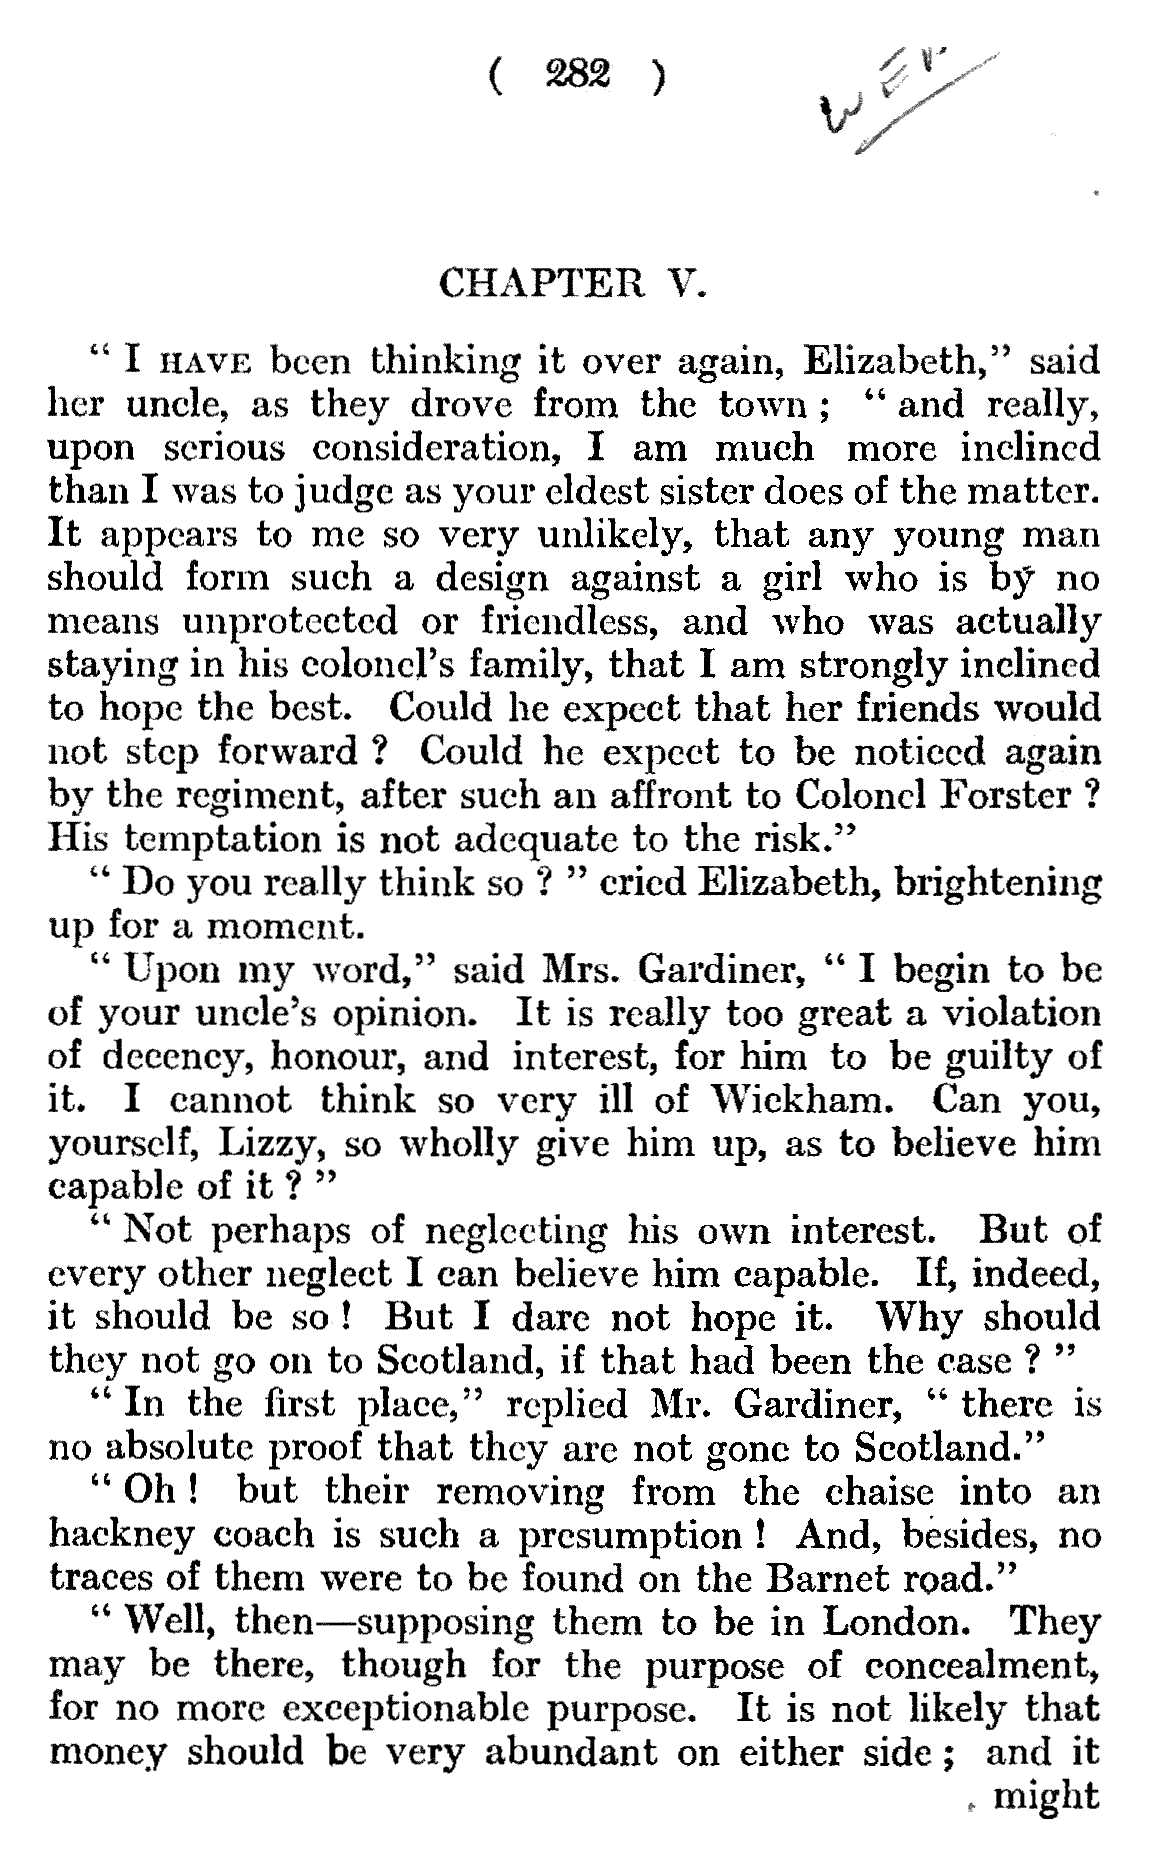 ( 282 )
CHAPTER V.
“ I HAVE been thinking it over again, Elizabeth,” said
her uncle, as they drove from the town ; “ and really,
upon serious consideration, I am much more inclined
than I was to judge as your eldest sister does of the matter.
It appears to me so very unlikely, that any young man
should form such a design against a girl who is by no
means unprotected or friendless, and who was actually
staying in his colonel’s family, that I am strongly inclined
to hope the best. Could he expect that her friends would
not step forward ? Could he expect to be noticed again
by the regiment, after such an affront to Colonel Forster ?
His temptation is not adequate to the risk.”
“ Do you really think so ? ” cried Elizabeth, brightening
up for a moment.
“ Upon my word,” said Mrs. Gardiner, “ I begin to be
of your uncle’s opinion. It is really too great a violation
of decency, honour, and interest, for him to be guilty of
it. I cannot think so very ill of Wickham. Can you,
yourself, Lizzy, so wholly give him up, as to believe him
capable of it ? ”
“ Not perhaps of neglecting his own interest. But of
every other neglect I can believe him capable. If, indeed,
it should be so ! But I dare not hope it. Why should
they not go on to Scotland, if that had been the case ? ”
“ In the first place,” replied Mr. Gardiner, “ there is
no absolute proof that they are not gone to Scotland.”
“ Oh ! but their removing from the chaise into an
hackney coach is such a presumption ! And, besides, no
traces of them were to be found on the Barnet road.”
“ Well, then—supposing them to be in London. They
may be there, though for the purpose of concealment,
for no more exceptionable purpose. It is not likely that
money should be very abundant on either side ; and it
might